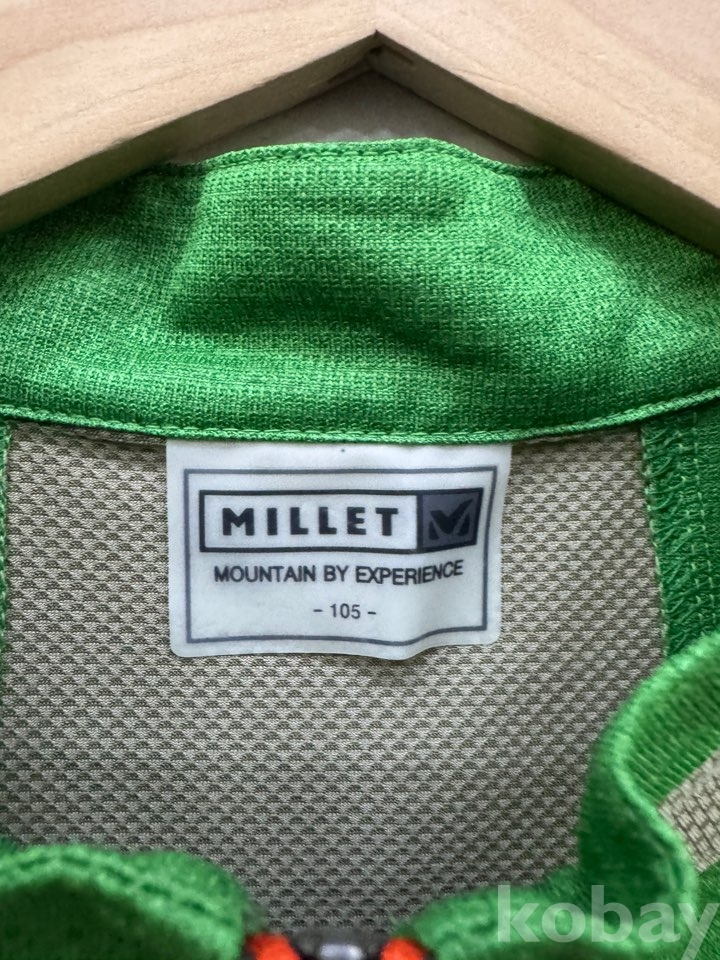 MILLET
MOUNTAIN BY EXPERIENCE
- 105 -
kobay